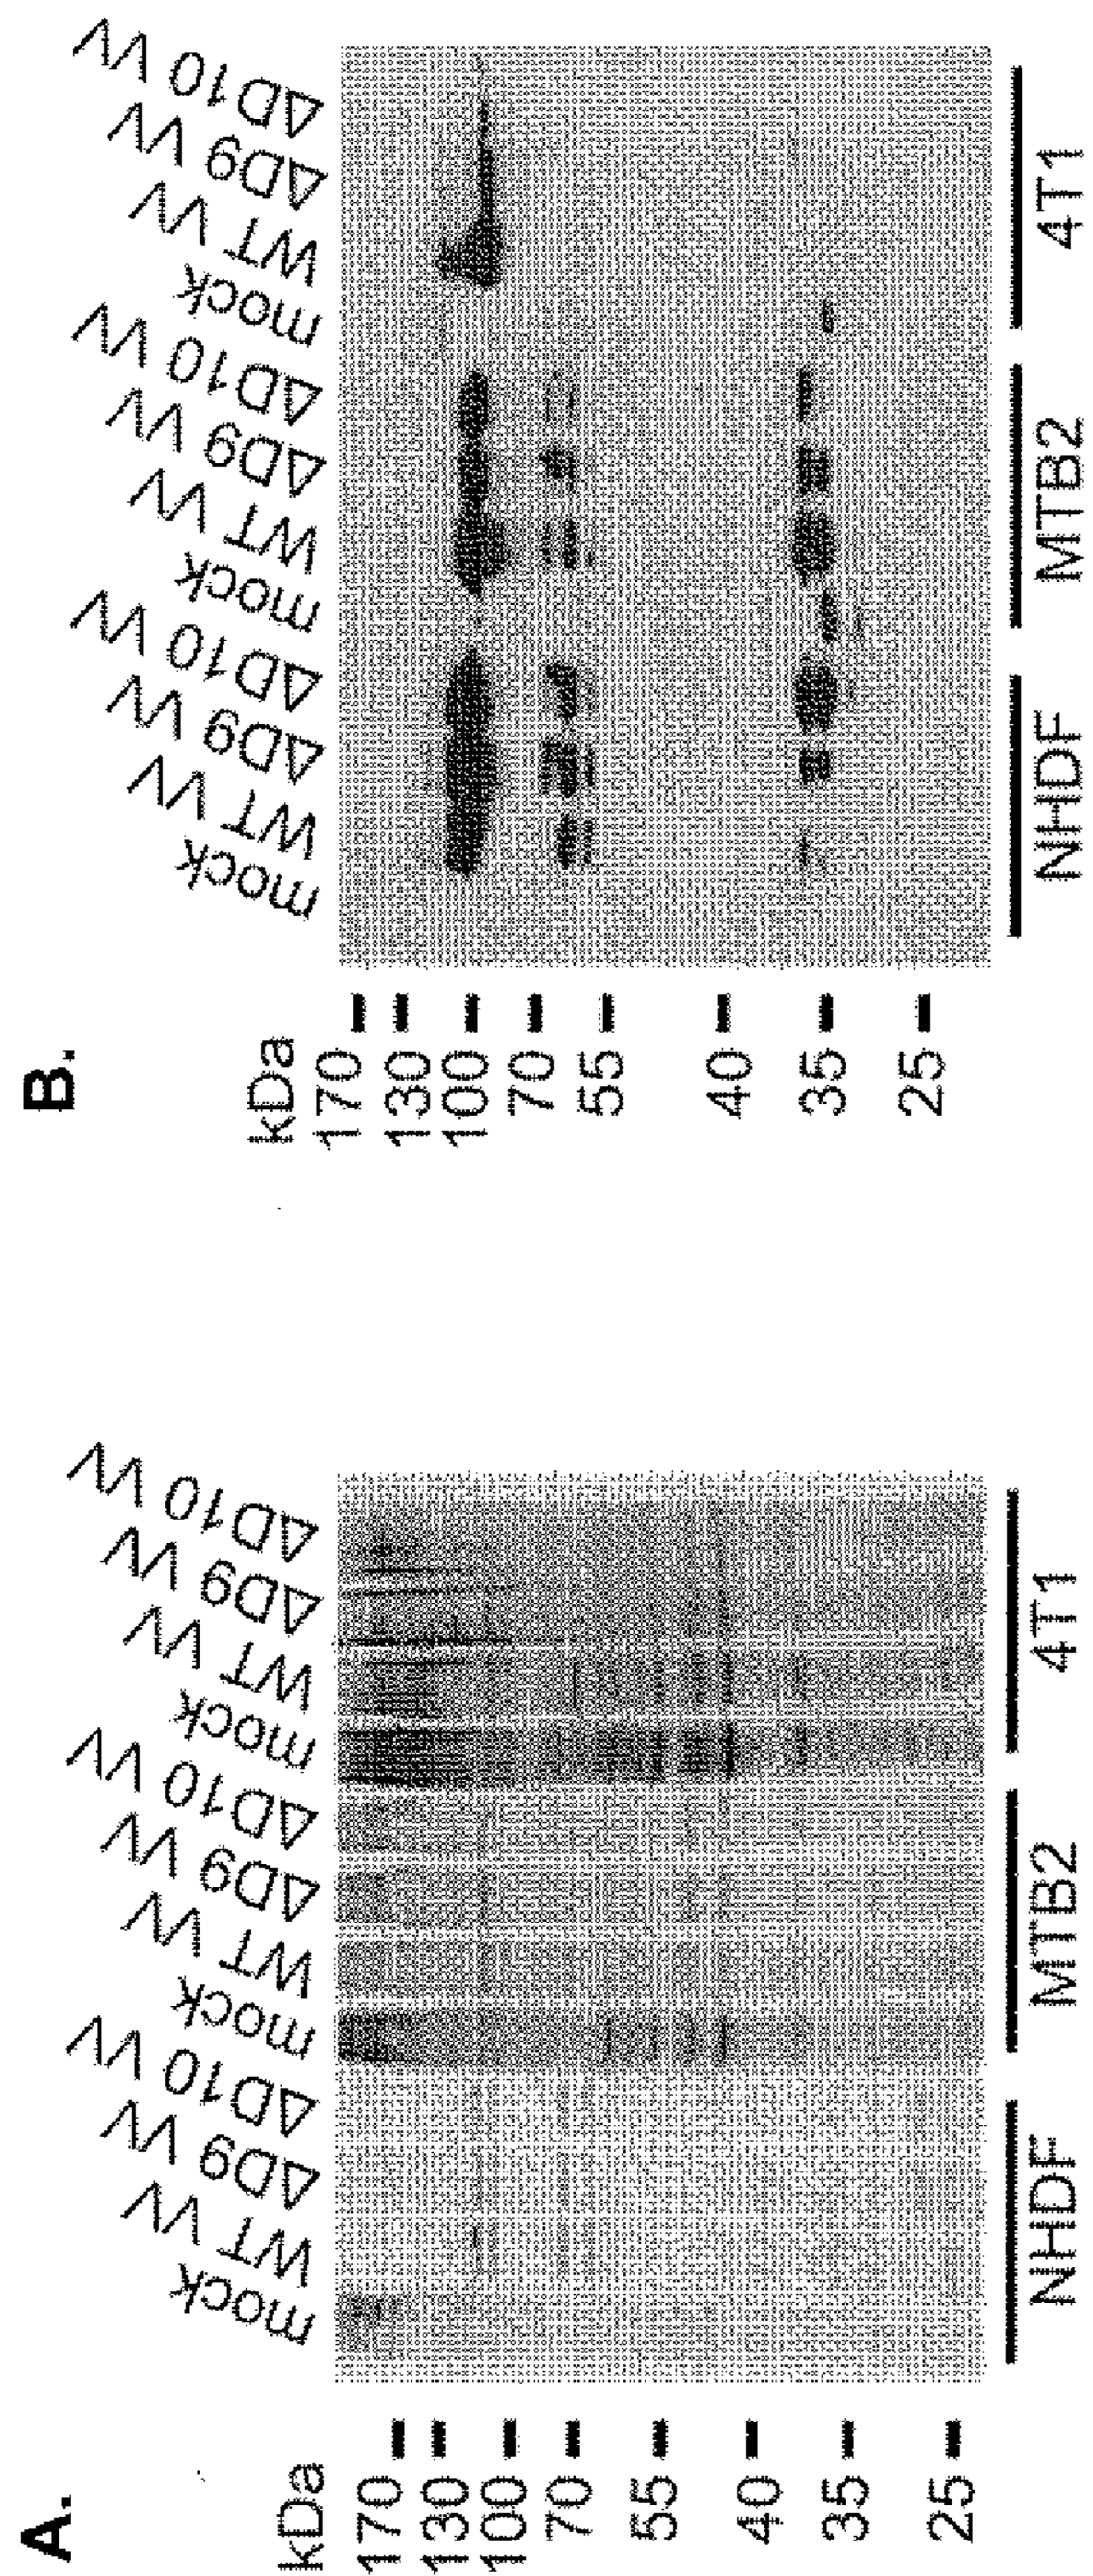 A.
kDa
170
130
100
70
55
40
35
25
mock
WT VV
ΔD9 VV
ΔD10 VV
mock
WT VV
ΔD9 VV
ΔD10 VV
mock
WT VV
ΔD9 VV
ΔD10 VV
NHDF
MTB2
4T1
B.
kDa
170
130
100
70
55
40
35
25
mock
WT VV
ΔD9 VV
ΔD10 VV
mock
WT VV
ΔD9 VV
ΔD10 VV
mock
WT VV
ΔD9 VV
ΔD10 VV
NHDF
MTB2
4T1